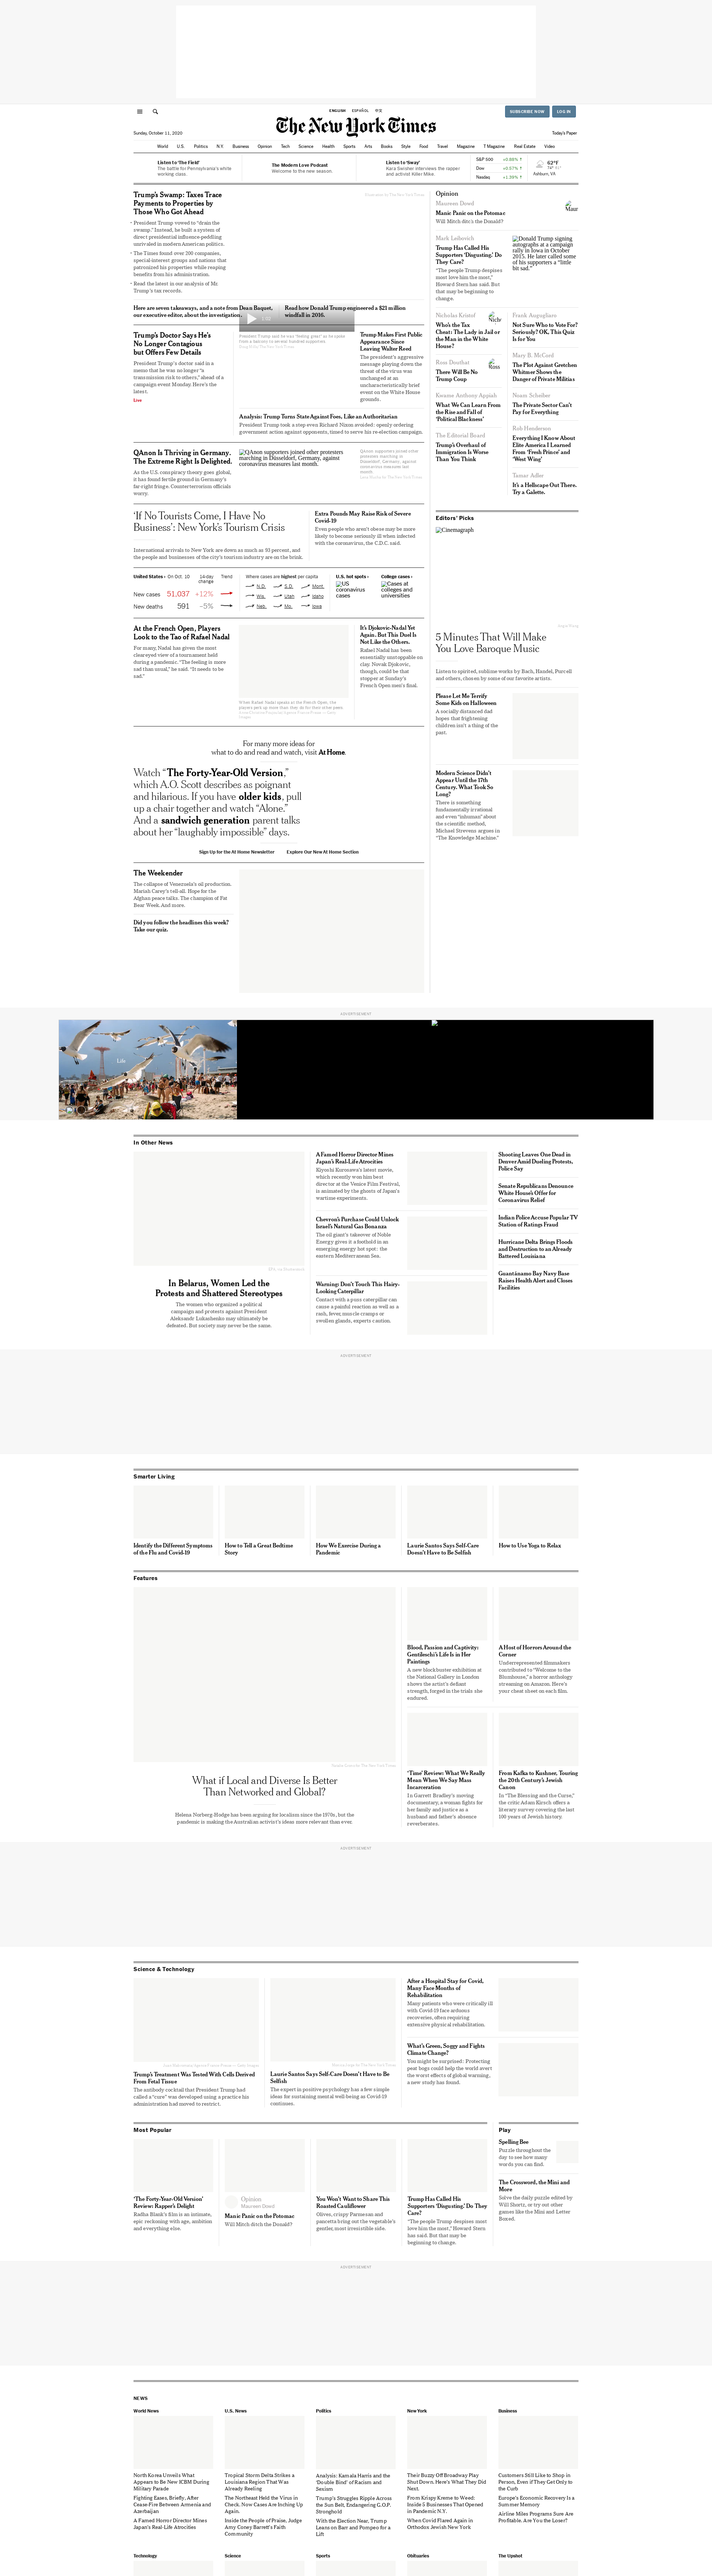 ENGLISH ESPAÑOL 中文
SUBSCRIBE NOW
LOG IN
The New York Times
Sunday, October 11, 2020
Today's Paper
World U.S. Politics N.Y. Business Opinion Tech Science Health Sports Arts Books Style Food Travel Magazine T Magazine Real Estate Video
Listen to 'The Field'
The battle for Pennsylvania's white
working class.
The Modern Love Podcast
Welcome to the new season.
Listen to 'Sway'
Kara Swisher interviews the rapper
and activist Killer Mike.
S&P 500 +0.88% ↑
Dow +0.57% ↑
Nasdaq +1.39% ↑
62°F
Ashburn, VA
Trump's Swamp: Taxes Trace
Payments to Properties by
Those Who Got Ahead
• President Trump vowed to "drain the
swamp." Instead, he built a system of
direct presidential influence-peddling
unrivaled in modern American politics.
• The Times found over 200 companies,
special-interest groups and nations that
patronized his properties while reaping
benefits from his administration.
• Read the latest in our analysis of Mr.
Trump's tax records.
Here are seven takeaways, and a note from Dean Baquet,
our executive editor, about the investigation.
Read how Donald Trump engineered a $21 million
windfall in 2016.
Trump's Doctor Says He's
No Longer Contagious
but Offers Few Details
President Trump's doctor said in a
memo that he was no longer "a
transmission risk to others," ahead of a
campaign event Monday. Here's the
latest.
Live
President Trump said he was "feeling great" as he spoke
from a balcony to several hundred supporters.
Trump Makes First Public
Appearance Since
Leaving Walter Reed
The president's aggressive
message playing down the
threat of the virus was
unchanged at an
uncharacteristically brief
event on the White House
grounds.
Analysis: Trump Turns State Against Foes, Like an Authoritarian
President Trump took a step even Richard Nixon avoided: openly ordering
government action against opponents, timed to serve his re-election campaign.
QAnon Is Thriving in Germany.
The Extreme Right Is Delighted.
As the U.S. conspiracy theory goes global,
it has found fertile ground in Germany's
far-right fringe. Counterterrorism officials
worry.
QAnon supporters joined other protesters
marching in Düsseldorf, Germany, against
coronavirus measures last month.
QAnon supporters joined other
protesters marching in
Düsseldorf, Germany, against
coronavirus measures last
month.
'If No Tourists Come, I Have No
Business': New York's Tourism Crisis
International arrivals in New York are down as much as 93 percent, and
the people and businesses of the city's tourism industry are on the brink.
Extra Pounds May Raise Risk of Severe
Covid-19
Even people who aren't obese may be more
likely to become seriously ill when infected
with the coronavirus, the C.D.C. said.
United States › On Oct. 10 14-day
change Trend
New cases 51,037 +12%
New deaths 591 –5%
Where cases are highest per capita
N.D. S.D. Mont.
Wis. Utah Idaho
Neb. Mo. Iowa
U.S. hot spots ›
US
coronavirus
cases
College cases ›
Cases at
colleges and
universities
At the French Open, Players
Look to the Tao of Rafael Nadal
For many, Nadal has given the most
clear-eyed view of a tournament held
during a pandemic. "The feeling is more
sad than usual," he said. "It needs to be
sad."
When Rafael Nadal speaks at the French Open, the
players perk up more than they do for most other peers.
It's Djokovic-Nadal Yet
Again. But This Duel Is
Not Like the Others.
Rafael Nadal has been
essentially unstoppable on
clay. Novak Djokovic,
though, could be that
stopper at Sunday's
French Open men's final.
For many more ideas for
what to do and read and watch, visit At Home.
Watch "The Forty-Year-Old Version,"
which A.O. Scott describes as poignant
and hilarious. If you have older kids, pull
up a chair together and watch "Alone."
And a sandwich generation parent talks
about her "laughably impossible" days.
Sign Up for the At Home Newsletter
Explore Our New At Home Section
The Weekender
The collapse of Venezuela's oil production.
Mariah Carey's tell-all. Hope for the
Afghan peace talks. The champion of Fat
Bear Week. And more.
Did you follow the headlines this week?
Take our quiz.
Opinion
Maureen Dowd
Manic Panic on the Potomac
Will Mitch ditch the Donald?
Maur
Mark Leibovich
Trump Has Called His
Supporters 'Disgusting.' Do
They Care?
"The people Trump despises
most love him the most,"
Howard Stern has said. But
that may be beginning to
change.
Donald Trump signing
autographs at a campaign
rally in Iowa in October
2015. He later called some
of his supporters a "little
bit sad."
Nicholas Kristof
Who's the Tax
Cheat: The Lady in Jail or
the Man in the White
House?
Nich
Ross Douthat
There Will Be No
Trump Coup
Ross
Kwame Anthony Appiah
What We Can Learn From
the Rise and Fall of
'Political Blackness'
The Editorial Board
Trump's Overhaul of
Immigration Is Worse
Than You Think
Frank Augugliaro
Not Sure Who to Vote For?
Seriously? OK, This Quiz
Is for You
Mary B. McCord
The Plot Against Gretchen
Whitmer Shows the
Danger of Private Militias
Noam Scheiber
The Private Sector Can't
Pay for Everything
Rob Henderson
Everything I Know About
Elite America I Learned
From 'Fresh Prince' and
'West Wing'
Tamar Adler
It's a Hellscape Out There.
Try a Galette.
Editors' Picks
Cinemagraph
5 Minutes That Will Make
You Love Baroque Music
Listen to spirited, sublime works by Bach, Handel, Purcell
and others, chosen by some of our favorite artists.
Please Let Me Terrify
Some Kids on Halloween
A socially distanced dad
hopes that frightening
children isn't a thing of the
past.
Modern Science Didn't
Appear Until the 17th
Century. What Took So
Long?
There is something
fundamentally irrational
and even "inhuman" about
the scientific method,
Michael Strevens argues in
"The Knowledge Machine."
ADVERTISEMENT
Life
In Other News
In Belarus, Women Led the
Protests and Shattered Stereotypes
The women who organized a political
campaign and protests against President
Aleksandr Lukashenko may ultimately be
defeated. But society may never be the same.
A Famed Horror Director Mines
Japan's Real-Life Atrocities
Kiyoshi Kurosawa's latest movie,
which recently won him best
director at the Venice Film Festival,
is animated by the ghosts of Japan's
wartime experiments.
Chevron's Purchase Could Unlock
Israel's Natural Gas Bonanza
The oil giant's takeover of Noble
Energy gives it a foothold in an
emerging energy hot spot: the
eastern Mediterranean Sea.
Warning: Don't Touch This Hairy-
Looking Caterpillar
Contact with a puss caterpillar can
cause a painful reaction as well as a
rash, fever, muscle cramps or
swollen glands, experts caution.
Shooting Leaves One Dead in
Denver Amid Dueling Protests,
Police Say
Senate Republicans Denounce
White House's Offer for
Coronavirus Relief
Indian Police Accuse Popular TV
Station of Ratings Fraud
Hurricane Delta Brings Floods
and Destruction to an Already
Battered Louisiana
Guantánamo Bay Navy Base
Raises Health Alert and Closes
Facilities
ADVERTISEMENT
Smarter Living
Identify the Different Symptoms
of the Flu and Covid-19
How to Tell a Great Bedtime
Story
How We Exercise During a
Pandemic
Laurie Santos Says Self-Care
Doesn't Have to Be Selfish
How to Use Yoga to Relax
Features
What if Local and Diverse Is Better
Than Networked and Global?
Helena Norberg-Hodge has been arguing for localism since the 1970s, but the
pandemic is making the Australian activist's ideas more relevant than ever.
Blood, Passion and Captivity:
Gentileschi's Life Is in Her
Paintings
A new blockbuster exhibition at
the National Gallery in London
shows the artist's defiant
strength, forged in the trials she
endured.
A Host of Horrors Around the
Corner
Underrepresented filmmakers
contributed to "Welcome to the
Blumhouse," a horror anthology
streaming on Amazon. Here's
your cheat sheet on each film.
'Time' Review: What We Really
Mean When We Say Mass
Incarceration
In Garrett Bradley's moving
documentary, a woman fights for
her family and justice as a
husband and father's absence
reverberates.
From Kafka to Kushner, Touring
the 20th Century's Jewish
Canon
In "The Blessing and the Curse,"
the critic Adam Kirsch offers a
literary survey covering the last
100 years of Jewish history.
ADVERTISEMENT
Science & Technology
Trump's Treatment Was Tested With Cells Derived
From Fetal Tissue
The antibody cocktail that President Trump had
called a "cure" was developed using a practice his
administration had moved to restrict.
Laurie Santos Says Self-Care Doesn't Have to Be
Selfish
The expert in positive psychology has a few simple
ideas for sustaining mental well-being as Covid-19
continues.
After a Hospital Stay for Covid,
Many Face Months of
Rehabilitation
Many patients who were critically ill
with Covid-19 face arduous
recoveries, often requiring
extensive physical rehabilitation.
What's Green, Soggy and Fights
Climate Change?
You might be surprised: Protecting
peat bogs could help the world avert
the worst effects of global warming,
a new study has found.
Most Popular
'The Forty-Year-Old Version'
Review: Rapper's Delight
Radha Blank's film is an intimate,
epic reckoning with age, ambition
and everything else.
Opinion
Maureen Dowd
Manic Panic on the Potomac
Will Mitch ditch the Donald?
You Won't Want to Share This
Roasted Cauliflower
Olives, crispy Parmesan and
pancetta bring out the vegetable's
gentler, most irresistible side.
Trump Has Called His
Supporters 'Disgusting.' Do They
Care?
"The people Trump despises most
love him the most," Howard Stern
has said. But that may be
beginning to change.
Play
Spelling Bee
Puzzle throughout the
day to see how many
words you can find.
The Crossword, the Mini and
More
Solve the daily puzzle edited by
Will Shortz, or try out other
games like the Mini and Letter
Boxed.
ADVERTISEMENT
NEWS
World News
North Korea Unveils What
Appears to Be New ICBM During
Military Parade
Fighting Eases, Briefly, After
Cease-Fire Between Armenia and
Azerbaijan
A Famed Horror Director Mines
Japan's Real-Life Atrocities
U.S. News
Tropical Storm Delta Strikes a
Louisiana Region That Was
Already Reeling
The Northeast Held the Virus in
Check. Now Cases Are Inching Up
Again.
Inside the People of Praise, Judge
Amy Coney Barrett's Faith
Community
Politics
Analysis: Kamala Harris and the
'Double Bind' of Racism and
Sexism
Trump's Struggles Ripple Across
the Sun Belt, Endangering G.O.P.
Stronghold
With the Election Near, Trump
Leans on Barr and Pompeo for a
Lift
New York
Their Buzzy Off Broadway Play
Shut Down. Here's What They Did
Next.
From Krispy Kreme to Weed:
Inside 5 Businesses That Opened
in Pandemic N.Y.
When Covid Flared Again in
Orthodox Jewish New York
Business
Customers Still Like to Shop in
Person, Even if They Get Only to
the Curb
Europe's Economic Recovery Is a
Summer Memory
Airline Miles Programs Sure Are
Profitable. Are You the Loser?
Technology
Science
Sports
Obituaries
The Upshot